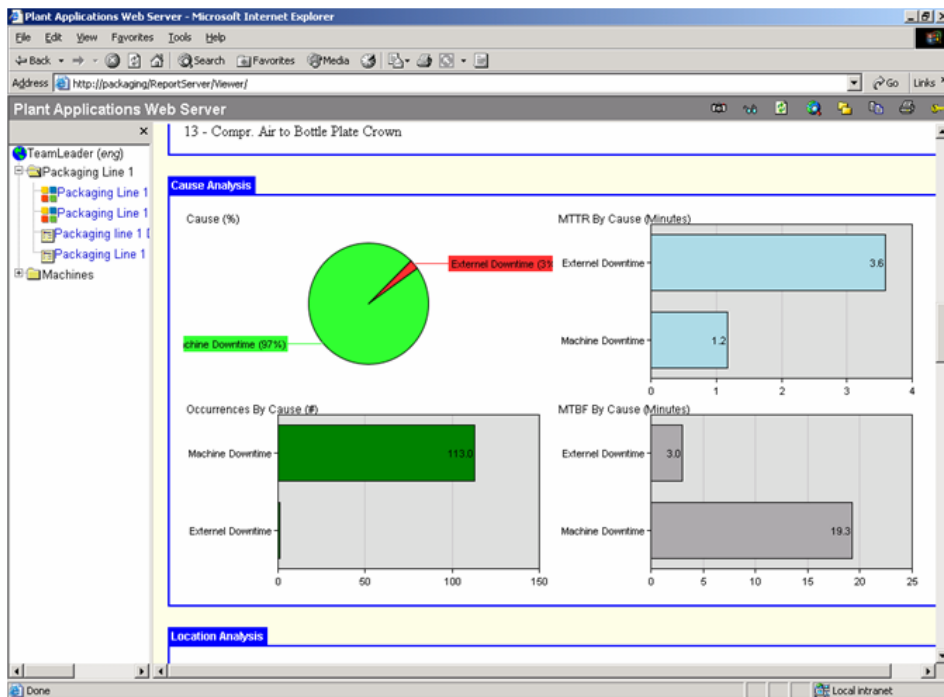 Plant Applications Web Server - Microsoft Internet Explorer
File Edit View Favorites Tools Help
Back Search Favorites Media
Address http://packaging/ReportServer/Viewer/ Go Links
Plant Applications Web Server
13 - Compr. Air to Bottle Plate Crown
TeamLeader (eng)
Packaging Line 1
Packaging Line 1
Packaging Line 1
Packaging line 1 D
Packaging Line 1
Machines
Cause Analysis
Cause (%)
Externel Downtime (3%
chine Downtime (97%)
MTTR By Cause (Minutes)
Externel Downtime 3.6
Machine Downtime 1.2
0 1 2 3 4
Occurrences By Cause (#)
Machine Downtime 113.0
Externel Downtime
0 50 100 150
MTBF By Cause (Minutes)
Externel Downtime 3.0
Machine Downtime 19.3
0 5 10 15 20 25
Location Analysis
Done Local intranet